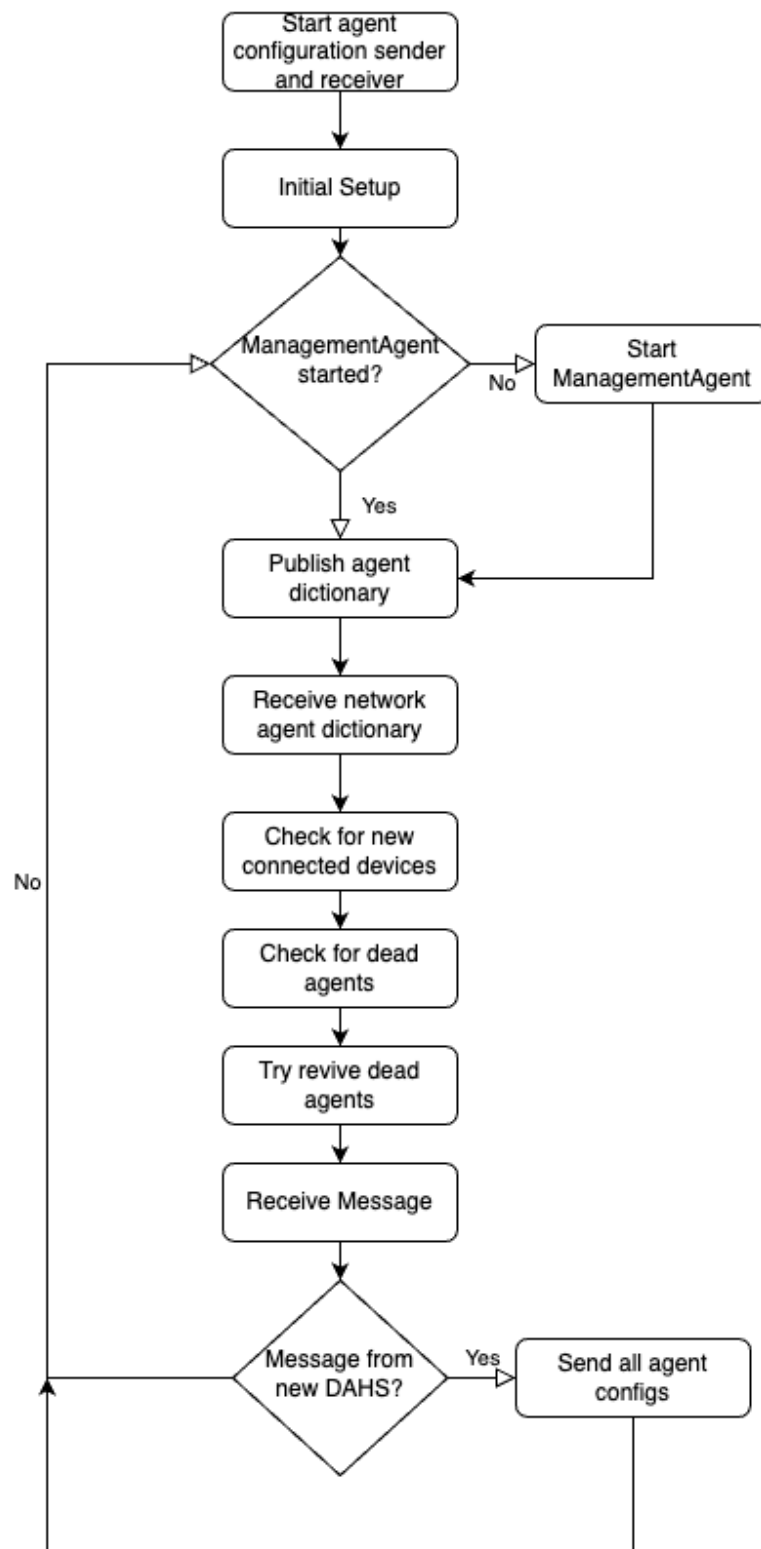 Start agent
configuration sender
and receiver
Initial Setup
ManagementAgent
started?
No
Start
ManagementAgent
Yes
Publish agent
dictionary
Receive network
agent dictionary
Check for new
connected devices
No
Check for dead
agents
Try revive dead
agents
Receive Message
Message from
new DAHS?
Yes
Send all agent
configs